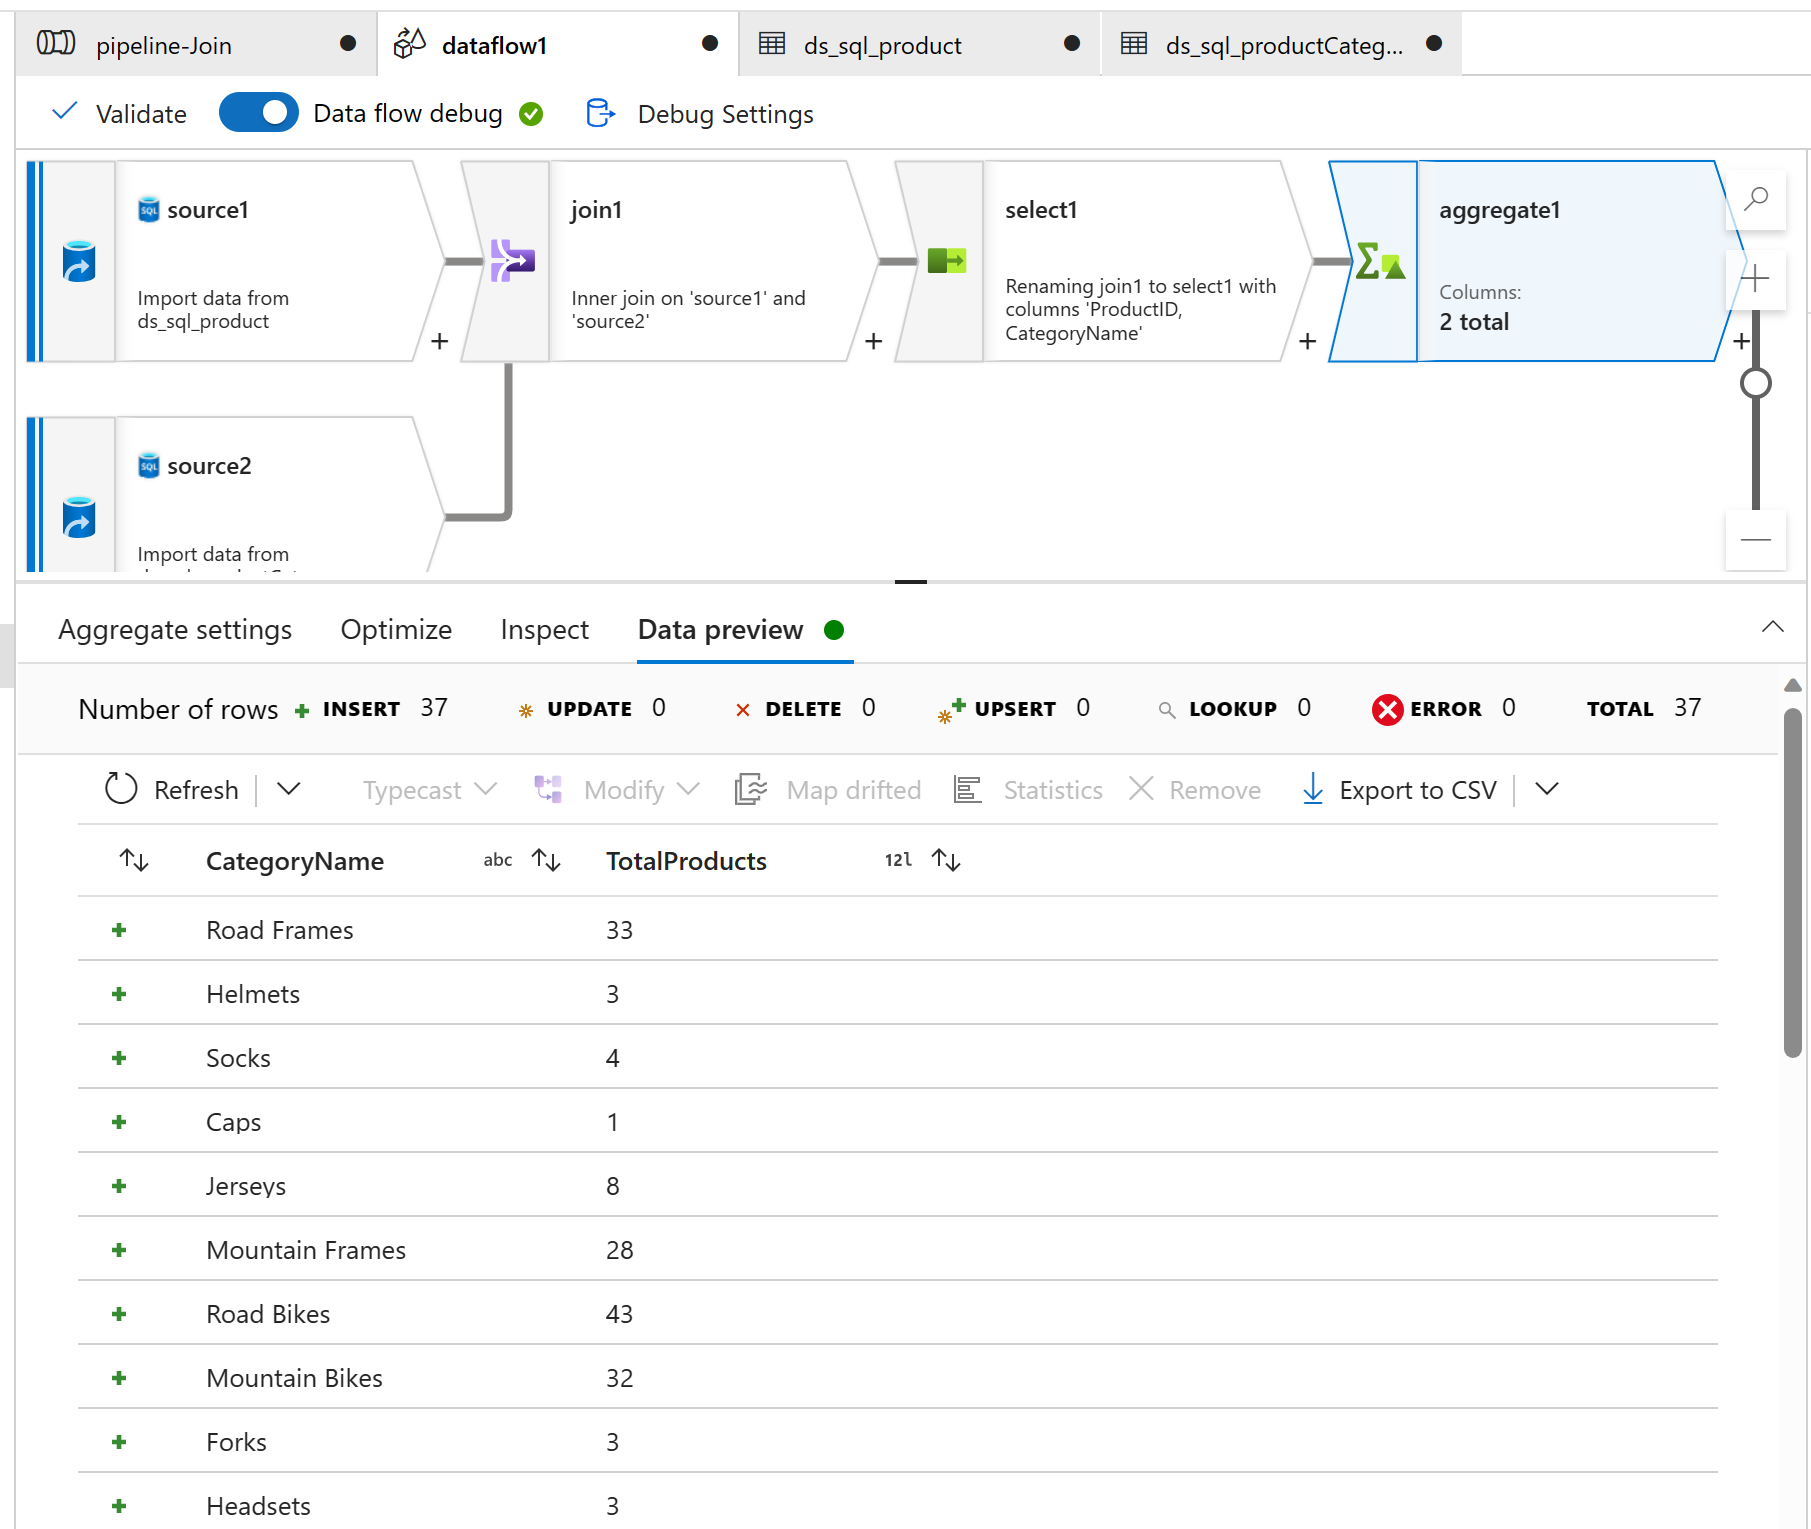 pipeline-Join
dataflow1
ds_sql_product
ds_sql_productCateg...
Validate
Data flow debug
Debug Settings
SQL source1
Import data from
ds_sql_product
join1
Inner join on 'source1' and
'source2'
select1
Renaming join1 to select1 with
columns 'ProductID,
CategoryName'
aggregate1
Columns:
2 total
SQL source2
Import data from
Aggregate settings
Optimize
Inspect
Data preview
Number of rows
INSERT 37
UPDATE 0
DELETE 0
UPSERT 0
LOOKUP 0
ERROR 0
TOTAL 37
Refresh
Typecast
Modify
Map drifted
Statistics
Remove
Export to CSV
CategoryName abc
TotalProducts 12l
Road Frames 33
Helmets 3
Socks 4
Caps 1
Jerseys 8
Mountain Frames 28
Road Bikes 43
Mountain Bikes 32
Forks 3
Headsets 3